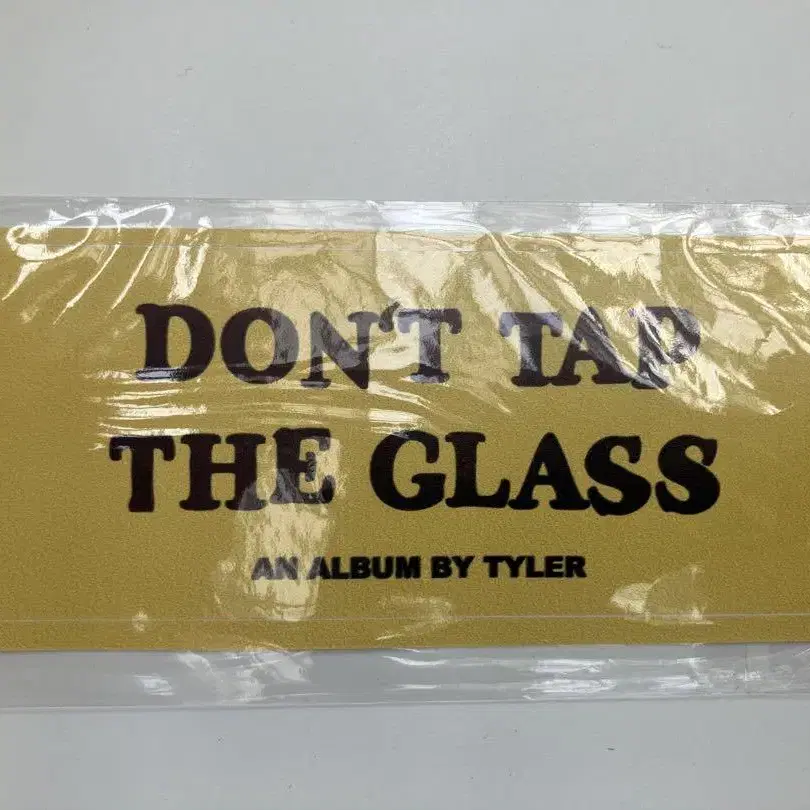 DON'T TAP
THE GLASS
AN ALBUM BY TYLER